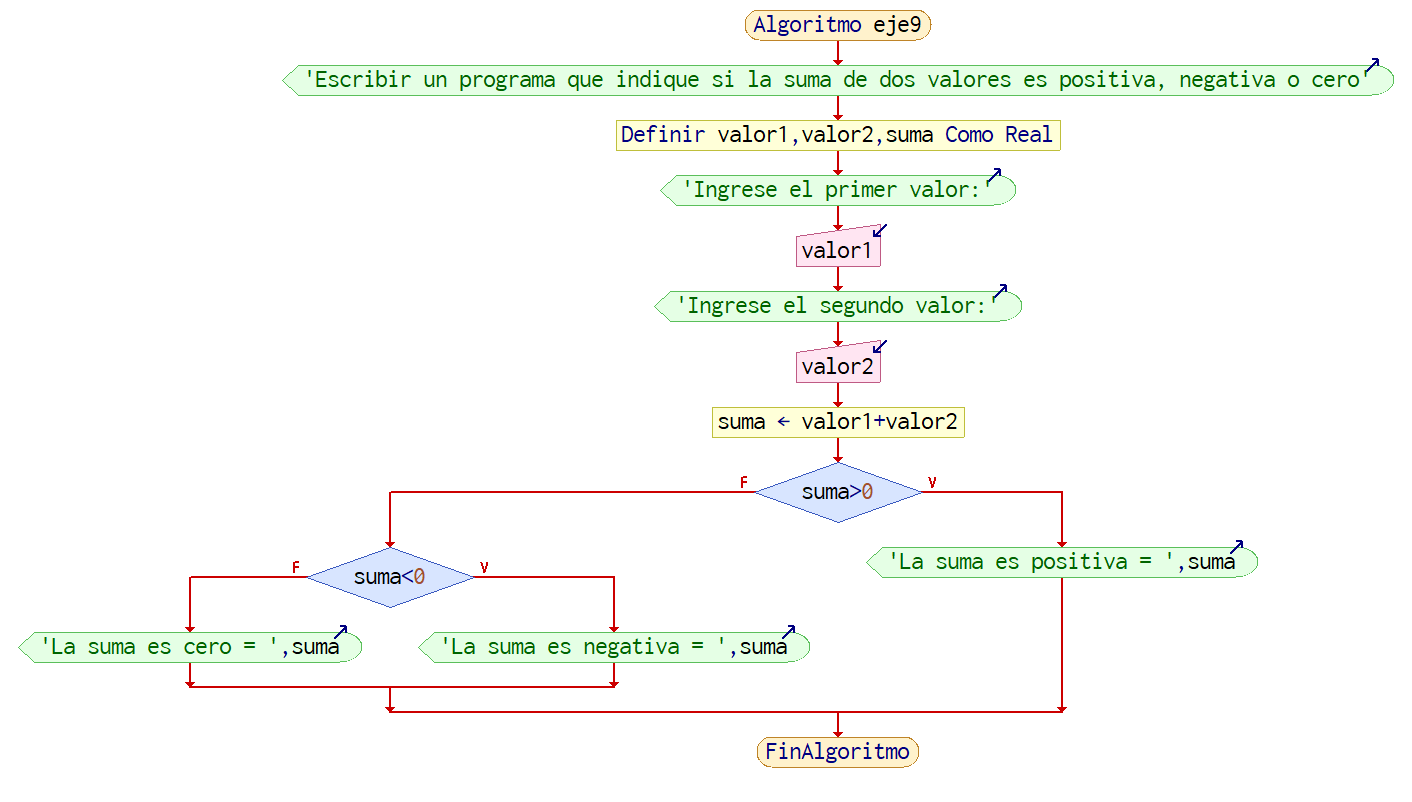 Algoritmo eje9
'Escribir un programa que indique si la suma de dos valores es positiva, negativa o cero'
Definir valor1,valor2,suma Como Real
'Ingrese el primer valor:'
valor1
'Ingrese el segundo valor:'
valor2
suma ← valor1+valor2
F
suma>0
V
F
suma<0
V
'La suma es positiva = ',suma
'La suma es cero = ',suma
'La suma es negativa = ',suma
FinAlgoritmo